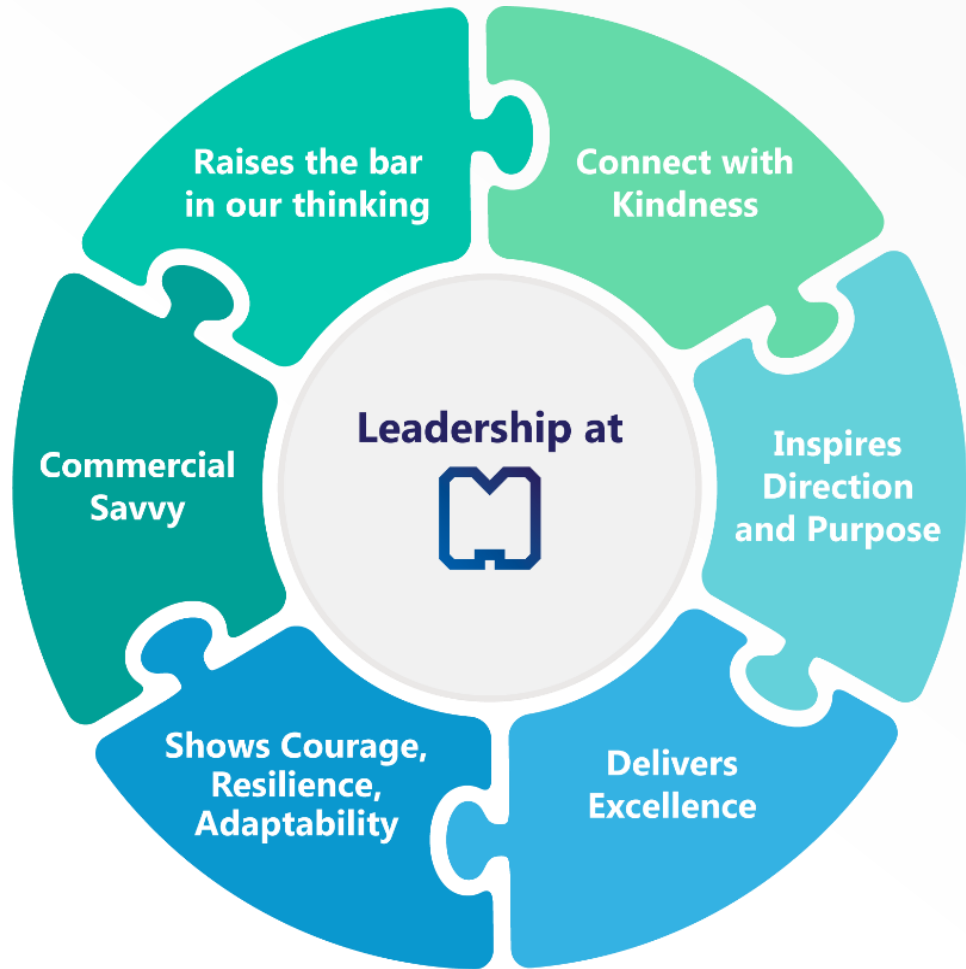 Raises the bar
in our thinking
Connect with
Kindness
Inspires
Direction
and Purpose
Delivers
Excellence
Shows Courage,
Resilience,
Adaptability
Commercial
Savvy
Leadership at
M